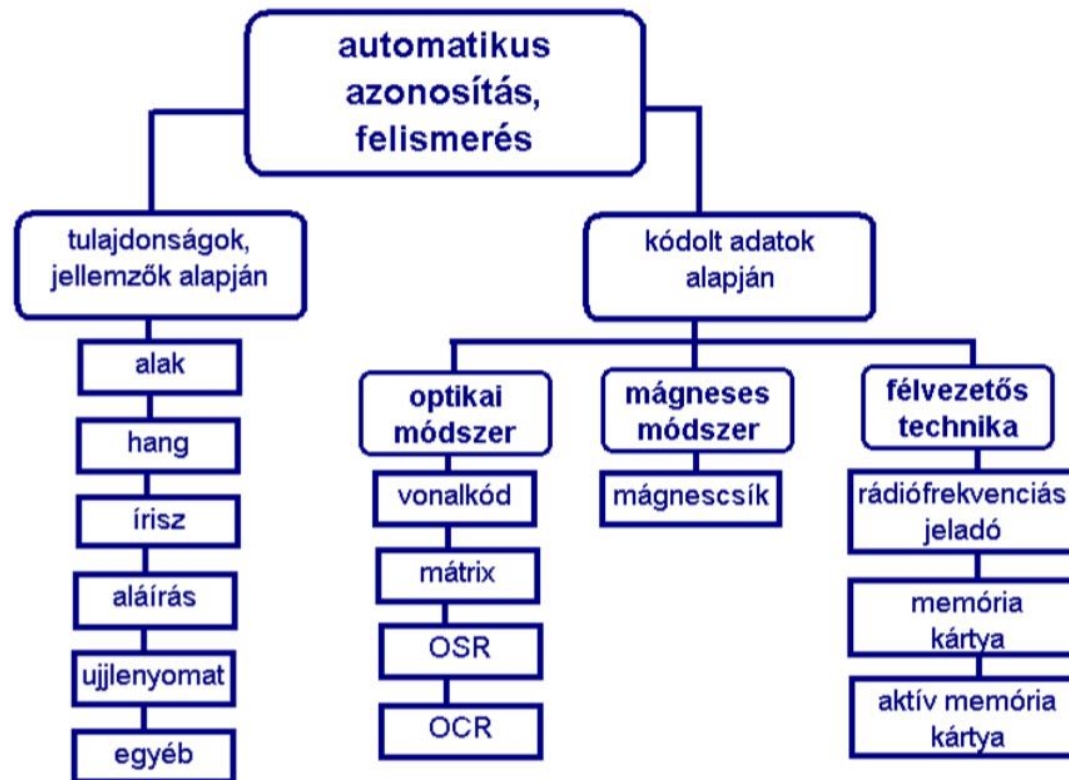 automatikus
azonosítás,
felismerés
tulajdonságok,
jellemzők alapján
alak
hang
írisz
aláírás
ujjlenyomat
egyéb
kódolt adatok
alapján
optikai
módszer
vonalkód
mátrix
OSR
OCR
mágneses
módszer
mágnescsík
félvezetős
technika
rádiófrekvenciás
jeladó
memória
kártya
aktív memória
kártya